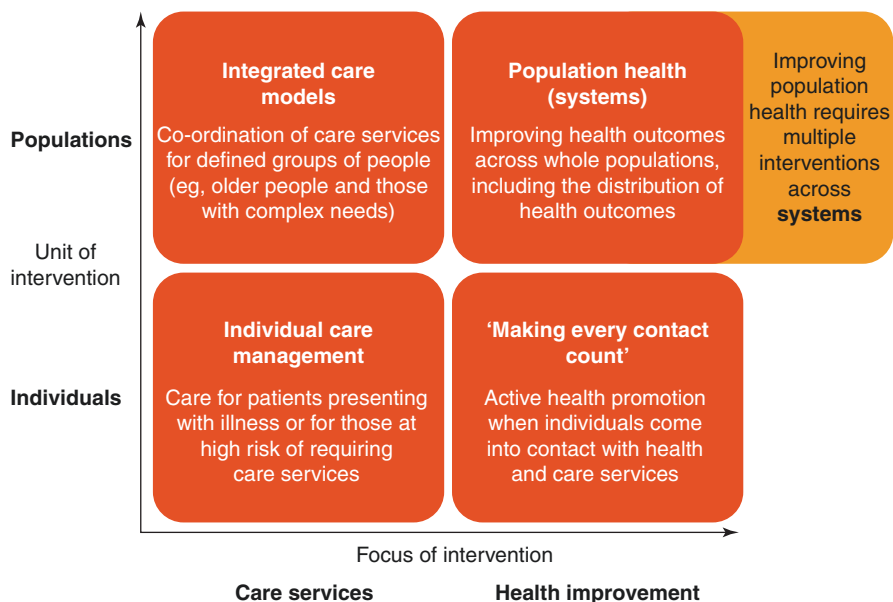 Integrated care
models
Co-ordination of care services
for defined groups of people
(eg, older people and those
with complex needs)
Population health
(systems)
Improving health outcomes
across whole populations,
including the distribution of
health outcomes
Improving
population
health requires
multiple
interventions
across
systems
Populations
Unit of
intervention
Individuals
Individual care
management
Care for patients presenting
with illness or for those at
high risk of requiring
care services
‘Making every contact
count’
Active health promotion
when individuals come
into contact with health
and care services
Focus of intervention
Care services
Health improvement